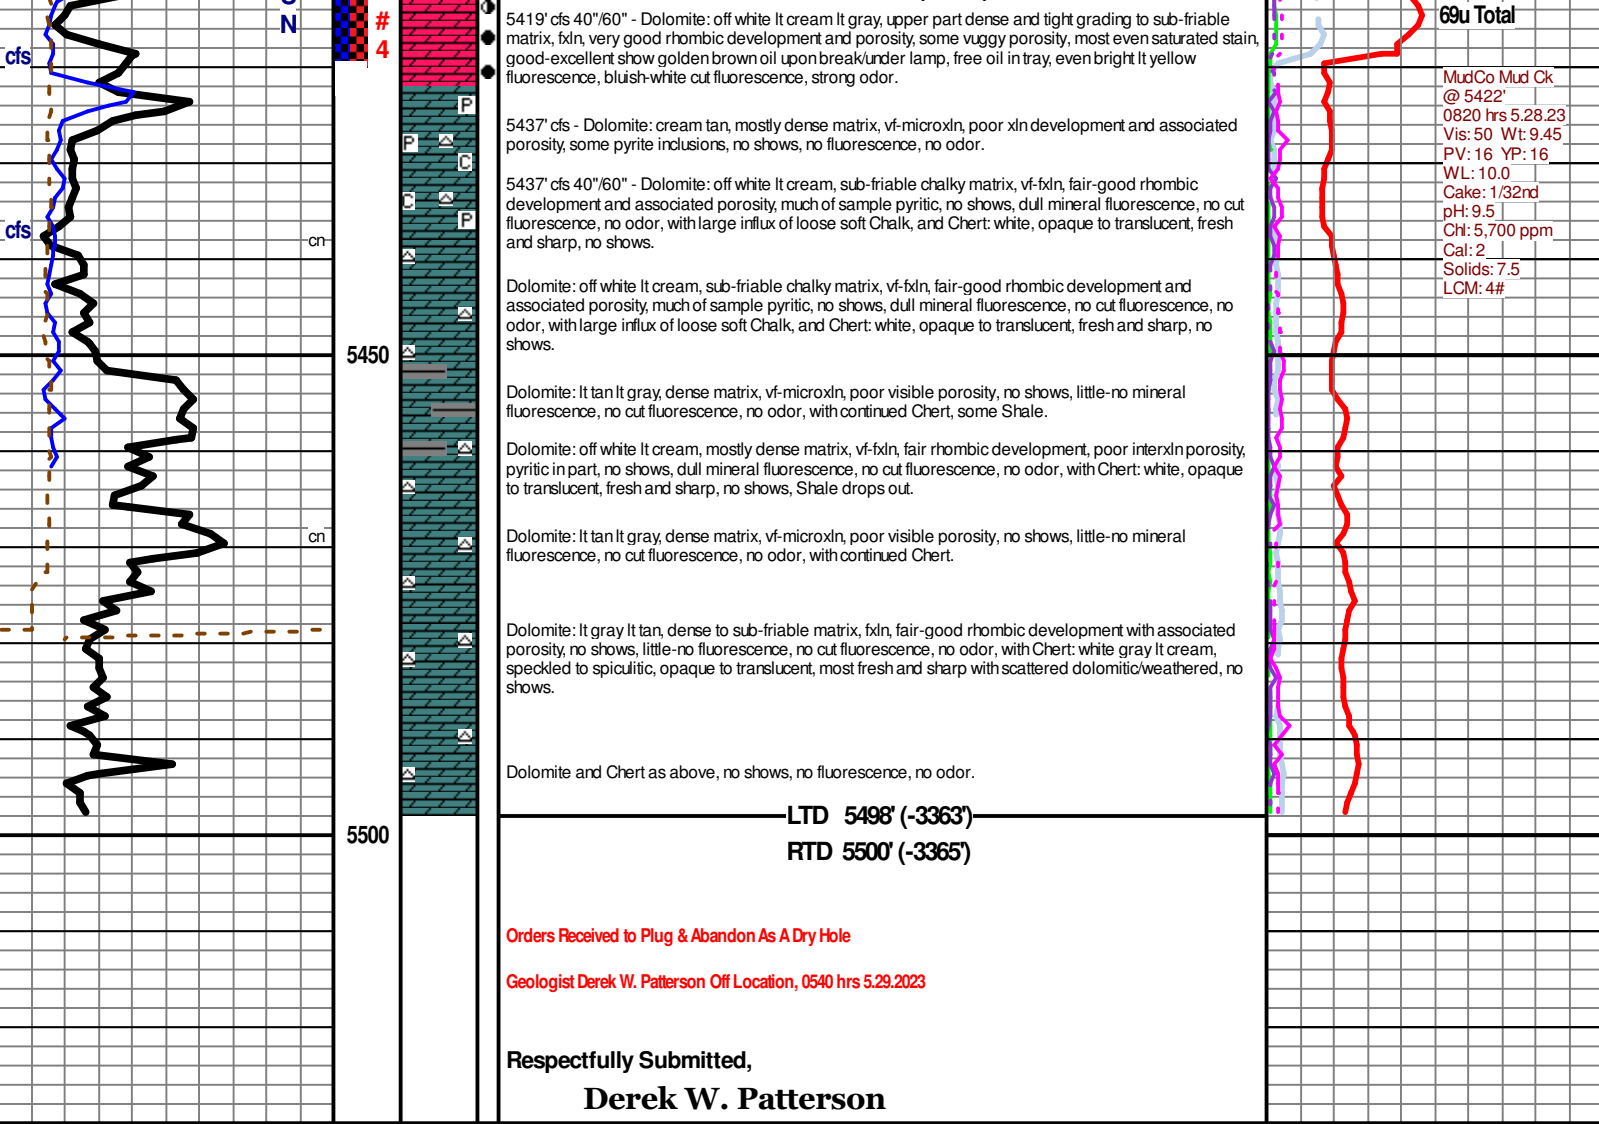 S
N
#
4
cfs
cfs
cn
cn
5450
5500
P
P
C
C
P
5419' cfs 40"/60" - Dolomite: off white lt cream lt gray, upper part dense and tight grading to sub-friable
matrix, fxln, very good rhombic development and porosity, some vuggy porosity, most even saturated stain,
good-excellent show golden brown oil upon break/under lamp, free oil in tray, even bright lt yellow
fluorescence, bluish-white cut fluorescence, strong odor.
5437' cfs - Dolomite: cream tan, mostly dense matrix, vf-microxln, poor xln development and associated
porosity, some pyrite inclusions, no shows, no fluorescence, no odor.
5437' cfs 40"/60" - Dolomite: off white lt cream, sub-friable chalky matrix, vf-fxln, fair-good rhombic
development and associated porosity, much of sample pyritic, no shows, dull mineral fluorescence, no cut
fluorescence, no odor, with large influx of loose soft Chalk, and Chert: white, opaque to translucent, fresh
and sharp, no shows.
Dolomite: off white lt cream, sub-friable chalky matrix, vf-fxln, fair-good rhombic development and
associated porosity, much of sample pyritic, no shows, dull mineral fluorescence, no cut fluorescence, no
odor, with large influx of loose soft Chalk, and Chert: white, opaque to translucent, fresh and sharp, no
shows.
Dolomite: lt tan lt gray, dense matrix, vf-microxln, poor visible porosity, no shows, little-no mineral
fluorescence, no cut fluorescence, no odor, with continued Chert, some Shale.
Dolomite: off white lt cream, mostly dense matrix, vf-fxln, fair rhombic development, poor interxln porosity,
pyritic in part, no shows, dull mineral fluorescence, no cut fluorescence, no odor, with Chert: white, opaque
to translucent, fresh and sharp, no shows, Shale drops out.
Dolomite: lt tan lt gray, dense matrix, vf-microxln, poor visible porosity, no shows, little-no mineral
fluorescence, no cut fluorescence, no odor, with continued Chert.
Dolomite: lt gray lt tan, dense to sub-friable matrix, fxln, fair-good rhombic development with associated
porosity, no shows, little-no fluorescence, no cut fluorescence, no odor, with Chert: white gray lt cream,
speckled to spiculitic, opaque to translucent, most fresh and sharp with scattered dolomitic/weathered, no
shows.
Dolomite and Chert as above, no shows, no fluorescence, no odor.
LTD 5498' (-3363')
RTD 5500' (-3365')
Orders Received to Plug & Abandon As A Dry Hole
Geologist Derek W. Patterson Off Location, 0540 hrs 5.29.2023
Respectfully Submitted,
Derek W. Patterson
69u Total
MudCo Mud Ck
@ 5422'
0820 hrs 5.28.23
Vis: 50 Wt: 9.45
PV: 16 YP: 16
WL: 10.0
Cake: 1/32nd
pH: 9.5
Chl: 5,700 ppm
Cal: 2
Solids: 7.5
LCM: 4#